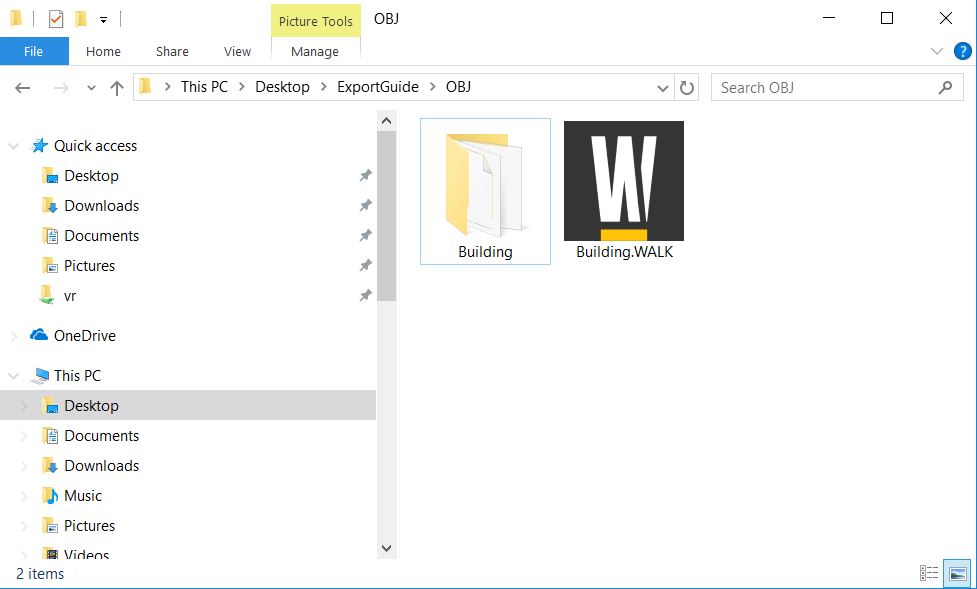 Picture Tools OBJ
File Home Share View Manage ?
This PC > Desktop > ExportGuide > OBJ
Search OBJ
Quick access
Desktop
Downloads
Documents
Pictures
vr
OneDrive
This PC
Desktop
Documents
Downloads
Music
Pictures
Videos
W
Building
Building.WALK
2 items